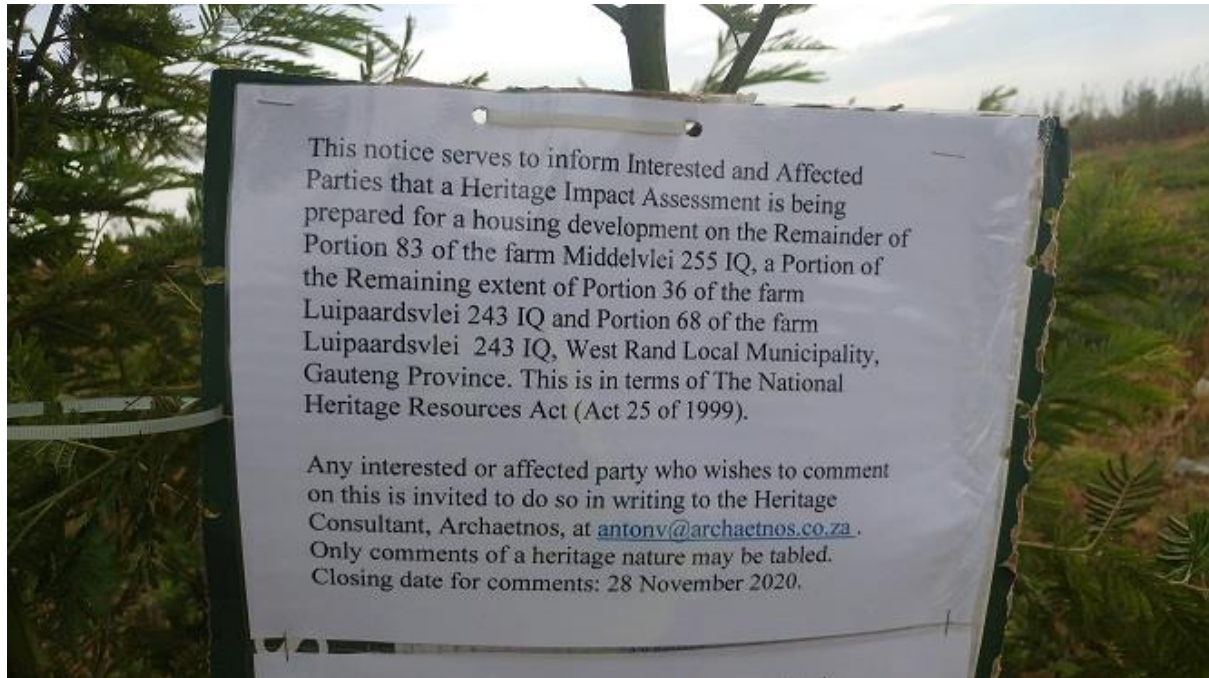 This notice serves to inform Interested and Affected
Parties that a Heritage Impact Assessment is being
prepared for a housing development on the Remainder of
Portion 83 of the farm Middelvlei 255 IQ, a Portion of
the Remaining extent of Portion 36 of the farm
Luipaardsvlei 243 IQ and Portion 68 of the farm
Luipaardsvlei 243 IQ, West Rand Local Municipality,
Gauteng Province. This is in terms of The National
Heritage Resources Act (Act 25 of 1999).
Any interested or affected party who wishes to comment
on this is invited to do so in writing to the Heritage
Consultant, Archaetnos, at antonv@archaetnos.co.za .
Only comments of a heritage nature may be tabled.
Closing date for comments: 28 November 2020.